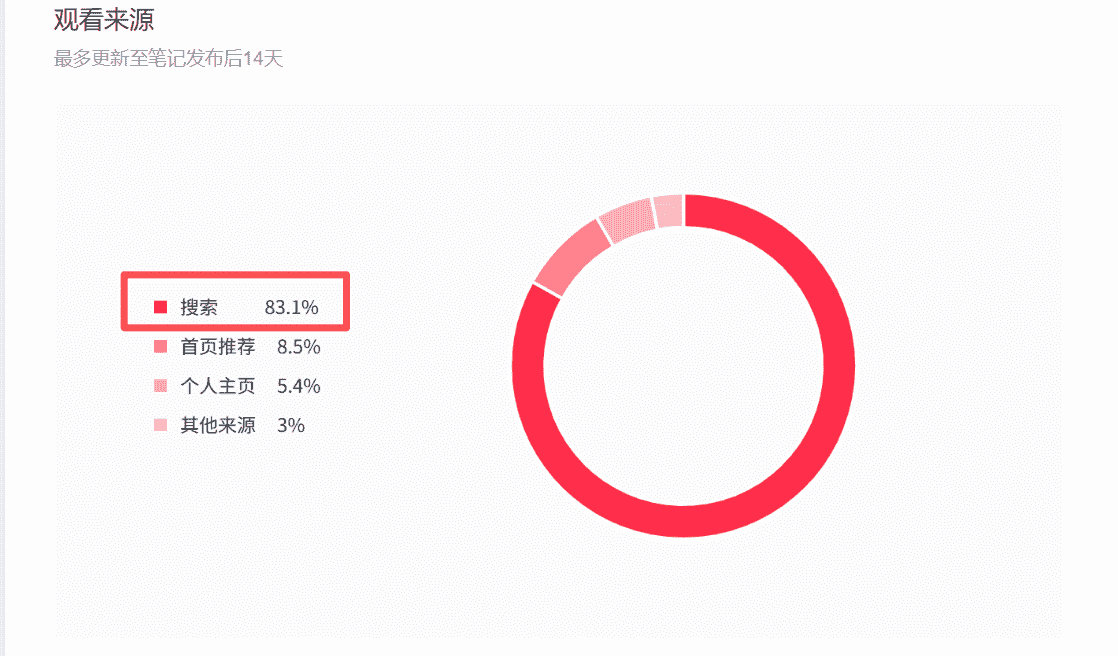 观看来源
最多更新至笔记发布后14天
搜索 83.1%
首页推荐 8.5%
个人主页 5.4%
其他来源 3%